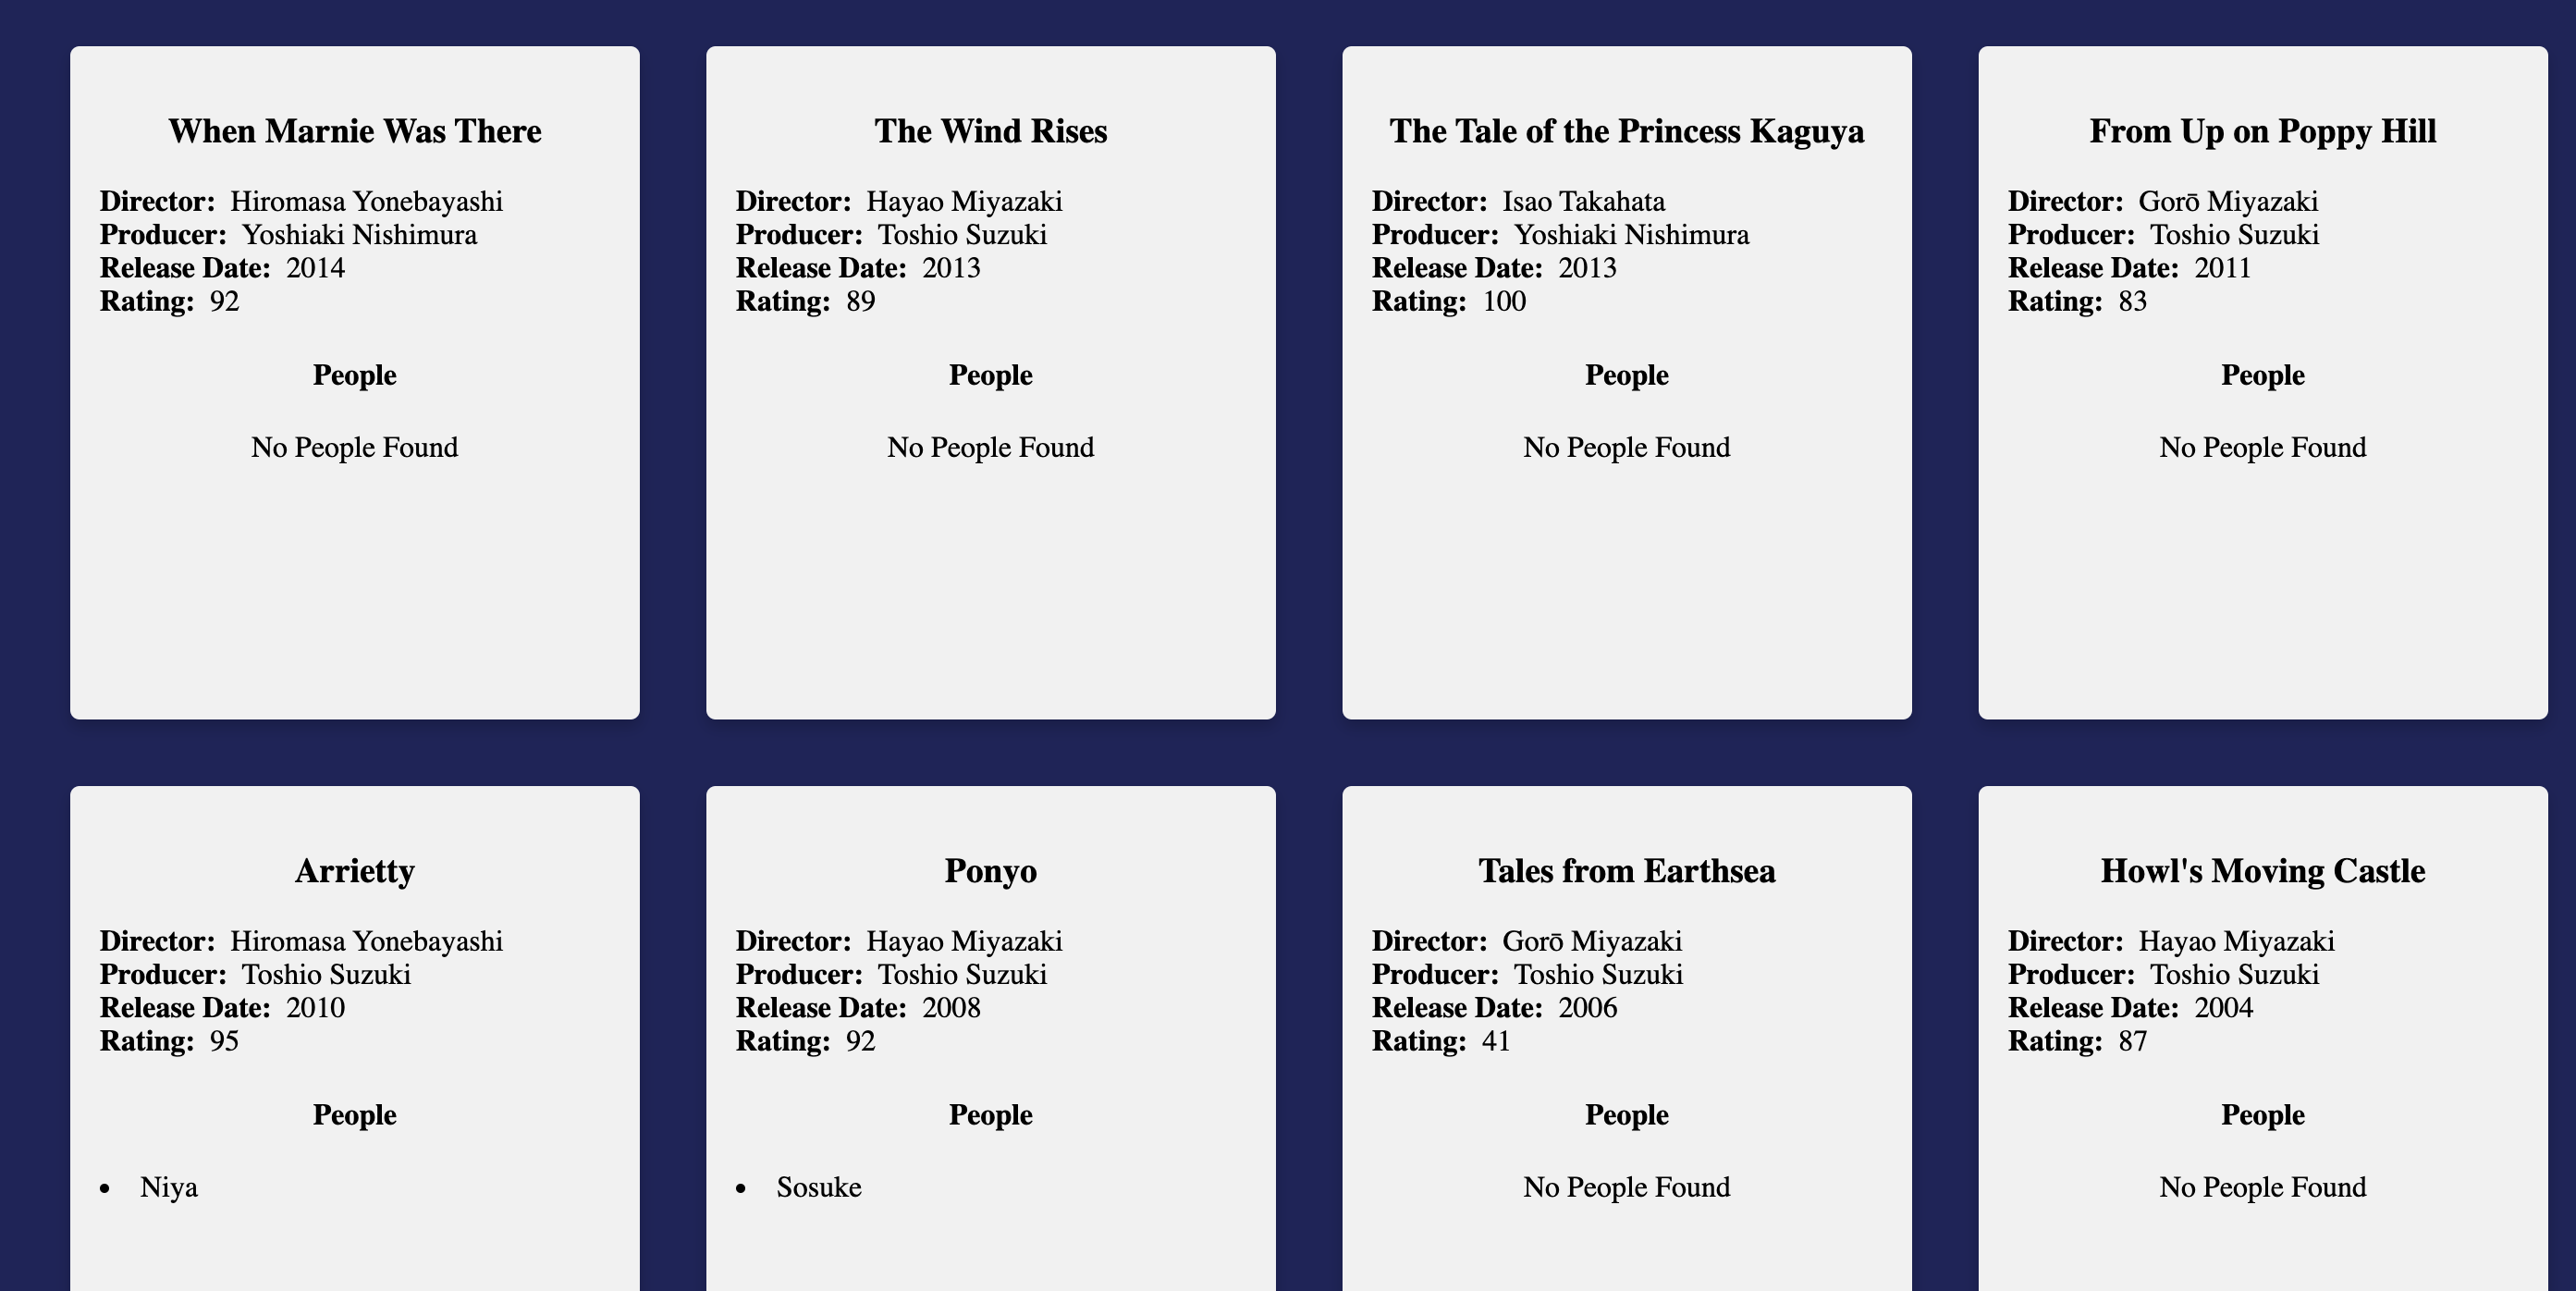 When Marnie Was There
Director: Hiromasa Yonebayashi
Producer: Yoshiaki Nishimura
Release Date: 2014
Rating: 92
People
No People Found
The Wind Rises
Director: Hayao Miyazaki
Producer: Toshio Suzuki
Release Date: 2013
Rating: 89
People
No People Found
The Tale of the Princess Kaguya
Director: Isao Takahata
Producer: Yoshiaki Nishimura
Release Date: 2013
Rating: 100
People
No People Found
From Up on Poppy Hill
Director: Gorō Miyazaki
Producer: Toshio Suzuki
Release Date: 2011
Rating: 83
People
No People Found
Arrietty
Director: Hiromasa Yonebayashi
Producer: Toshio Suzuki
Release Date: 2010
Rating: 95
People
• Niya
Ponyo
Director: Hayao Miyazaki
Producer: Toshio Suzuki
Release Date: 2008
Rating: 92
People
• Sosuke
Tales from Earthsea
Director: Gorō Miyazaki
Producer: Toshio Suzuki
Release Date: 2006
Rating: 41
People
No People Found
Howl's Moving Castle
Director: Hayao Miyazaki
Producer: Toshio Suzuki
Release Date: 2004
Rating: 87
People
No People Found